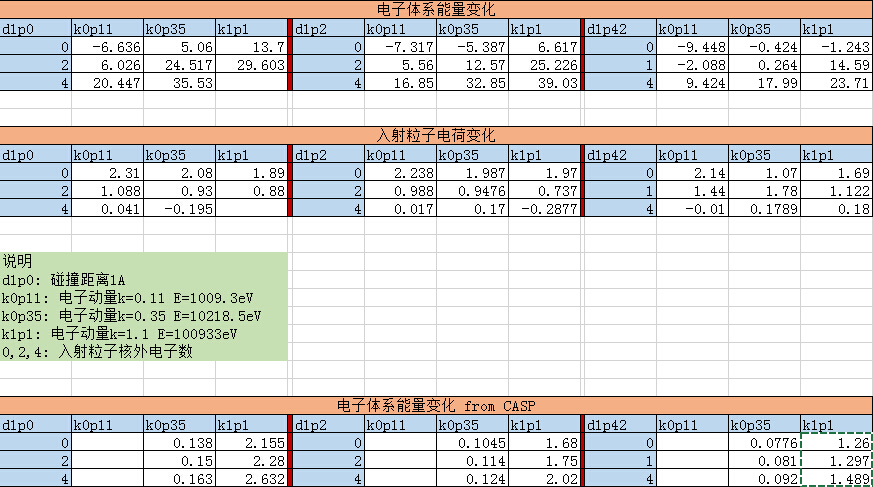 电子体系能量变化
d1p0 k0p11 k0p35 k1p1 d1p2 k0p11 k0p35 k1p1 d1p42 k0p11 k0p35 k1p1
0 -6.636 5.06 13.7 0 -7.317 -5.387 6.617 0 -9.448 -0.424 -1.243
2 6.026 24.517 29.603 2 5.56 12.57 25.226 1 -2.088 0.264 14.59
4 20.447 35.53 4 16.85 32.85 39.03 4 9.424 17.99 23.71
入射粒子电荷变化
d1p0 k0p11 k0p35 k1p1 d1p2 k0p11 k0p35 k1p1 d1p42 k0p11 k0p35 k1p1
0 2.31 2.08 1.89 0 2.238 1.987 1.97 0 2.14 1.07 1.69
2 1.088 0.93 0.88 2 0.988 0.9476 0.737 1 1.44 1.78 1.122
4 0.041 -0.195 4 0.017 0.17 -0.2877 4 -0.01 0.1789 0.18
说明
d1p0: 碰撞距离1A
k0p11: 电子动量k=0.11 E=1009.3eV
k0p35: 电子动量k=0.35 E=10218.5eV
k1p1: 电子动量k=1.1 E=100933eV
0,2,4: 入射粒子核外电子数
电子体系能量变化 from CASP
d1p0 k0p11 k0p35 k1p1 d1p2 k0p11 k0p35 k1p1 d1p42 k0p11 k0p35 k1p1
0 0.138 2.155 0 0.1045 1.68 0 0.0776 1.26
2 0.15 2.28 2 0.114 1.75 1 0.081 1.297
4 0.163 2.632 4 0.124 2.02 4 0.092 1.489